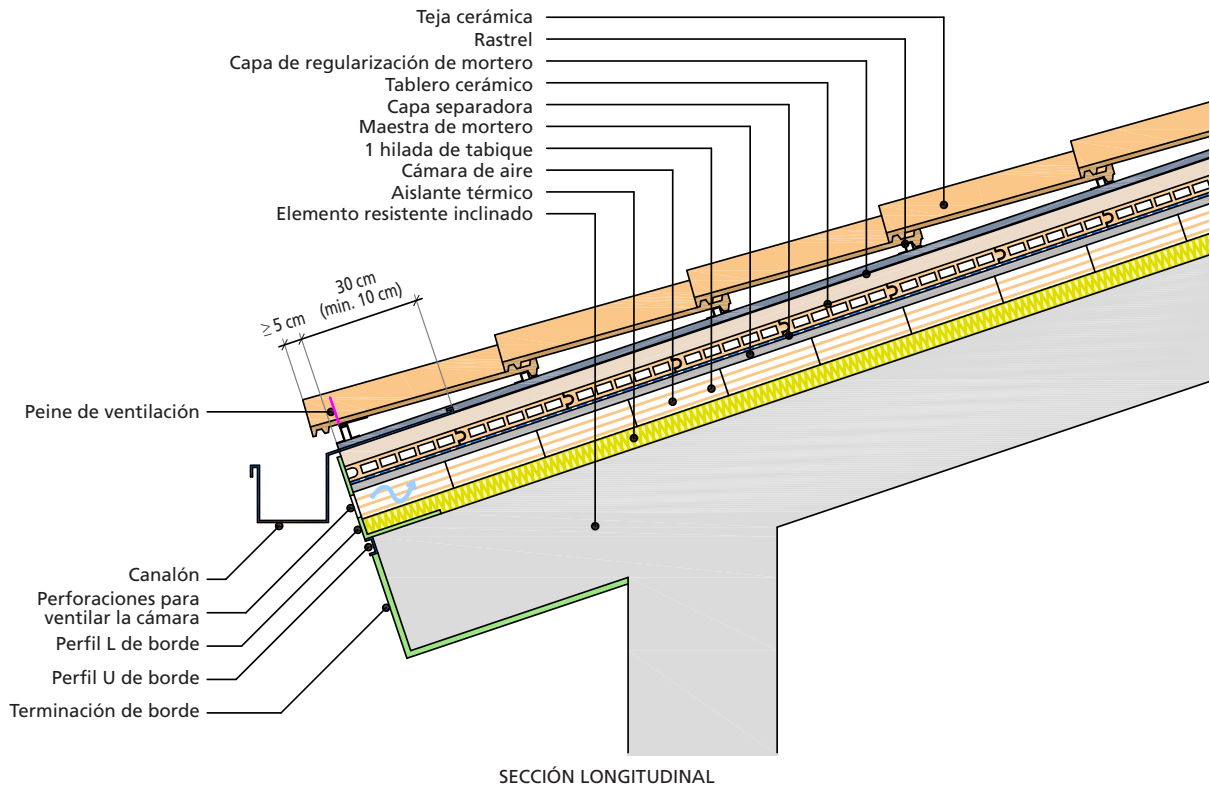 Teja cerámica
Rastrel
Capa de regularización de mortero
Tablero cerámico
Capa separadora
Maestra de mortero
1 hilada de tabique
Cámara de aire
Aislante térmico
Elemento resistente inclinado
30 cm
(min. 10 cm)
≥ 5 cm
Peine de ventilación
Canalón
Perforaciones para
ventilar la cámara
Perfil L de borde
Perfil U de borde
Terminación de borde
SECCIÓN LONGITUDINAL